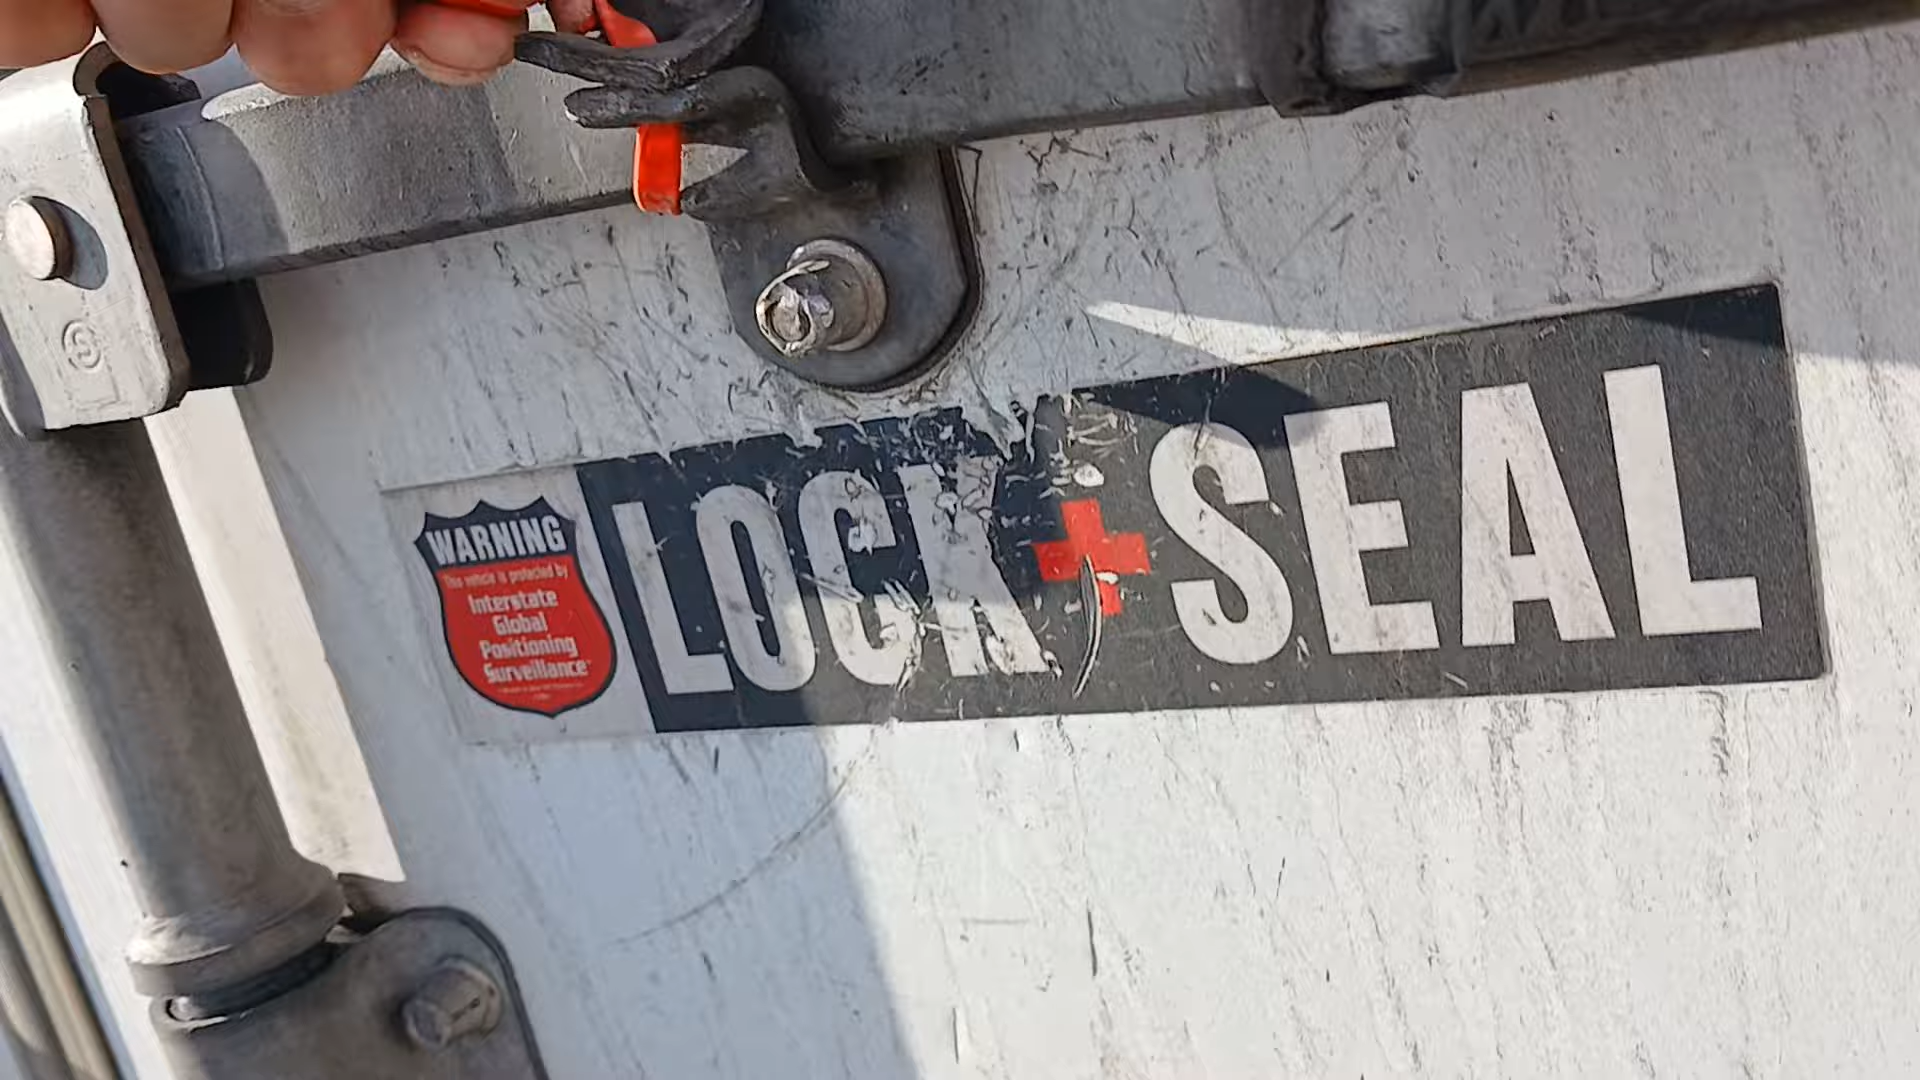 WARNING
This vehicle is protected by
Interstate
Global
Positioning
Surveillance
LOCK+SEAL